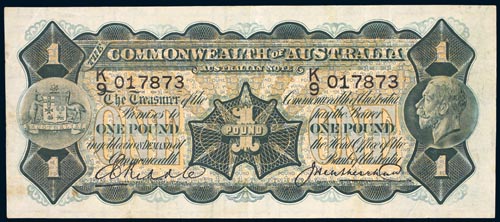 1 THE COMMONWEALTH OF AUSTRALIA 1
AUSTRALIAN NOTE
K/9 017873 K/9 017873
The Treasurer of the Commonwealth of Australia
Promises to pay the Bearer
ONE POUND 1 POUND ONE POUND
in gold coin on DEMAND at the Head Office of the
Commonwealth Bank of Australia
1 1